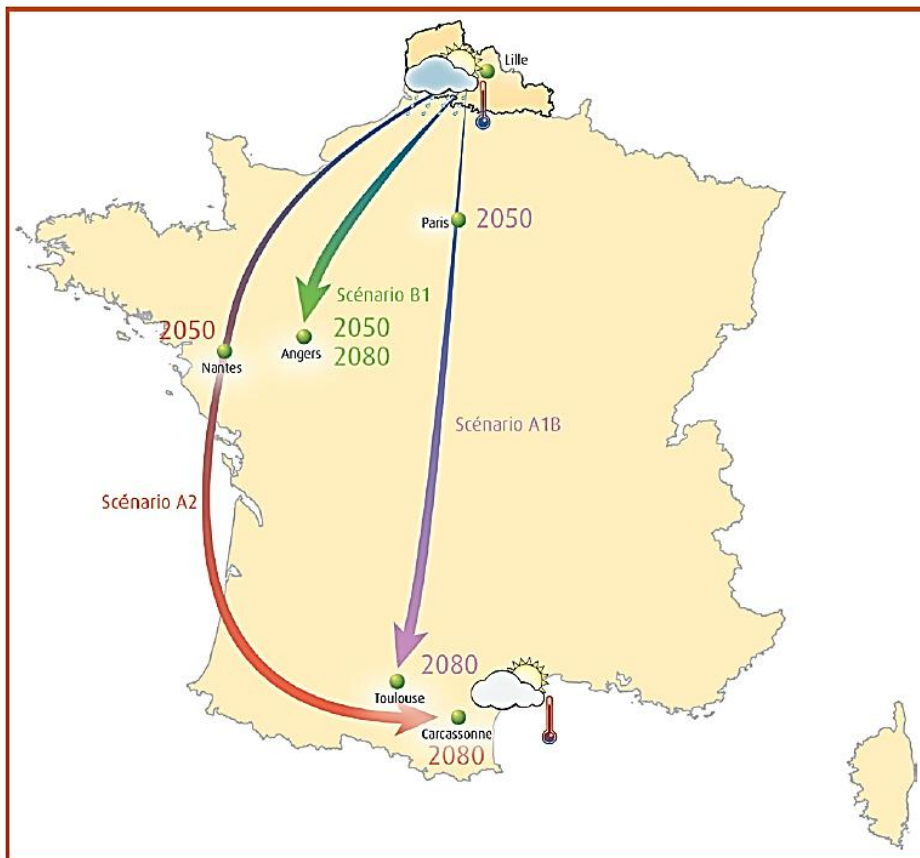 Lille
Paris
2050
Scénario B1
2050
2080
Angers
2050
Nantes
Scénario A1B
Scénario A2
2080
Toulouse
Carcassonne
2080